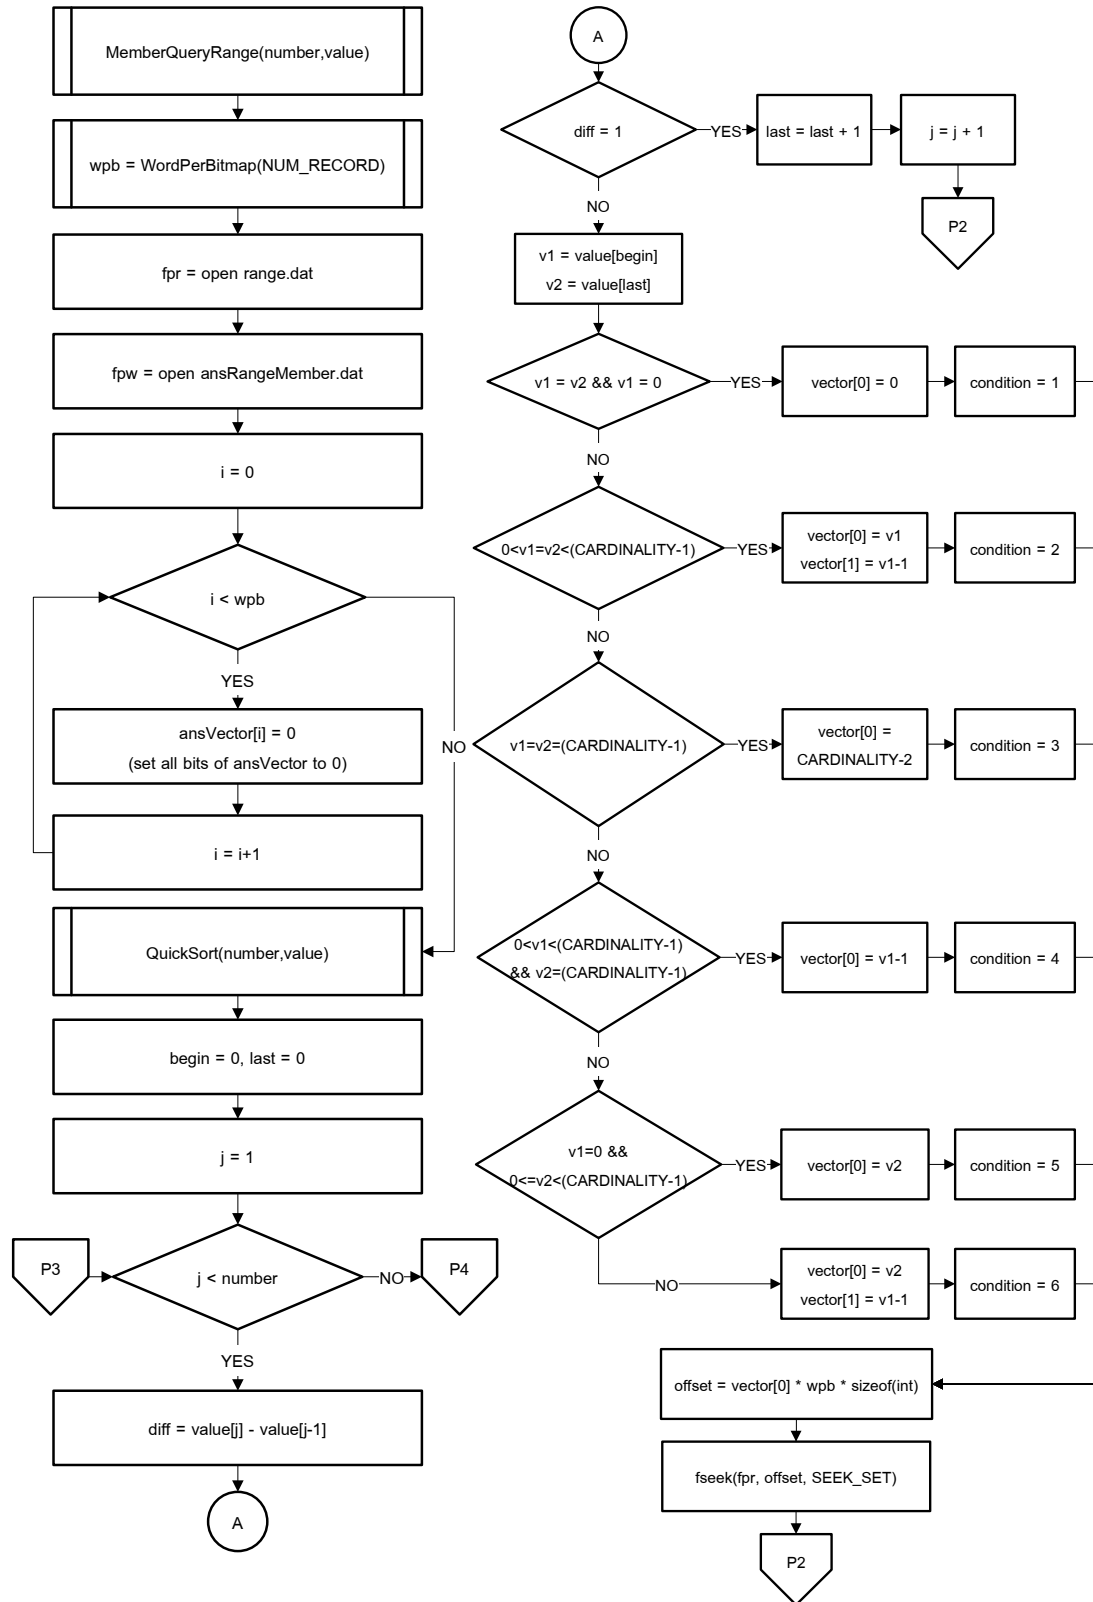 MemberQueryRange(number,value)
wpb = WordPerBitmap(NUM_RECORD)
fpr = open range.dat
fpw = open ansRangeMember.dat
i = 0
i < wpb
YES
NO
ansVector[i] = 0
(set all bits of ansVector to 0)
i = i+1
QuickSort(number,value)
begin = 0, last = 0
j = 1
P3
j < number
NO
P4
YES
diff = value[j] - value[j-1]
A
A
diff = 1
YES
last = last + 1
j = j + 1
P2
NO
v1 = value[begin]
v2 = value[last]
v1 = v2 && v1 = 0
YES
vector[0] = 0
condition = 1
NO
0<v1=v2<(CARDINALITY-1)
YES
vector[0] = v1
vector[1] = v1-1
condition = 2
NO
v1=v2=(CARDINALITY-1)
YES
vector[0] =
CARDINALITY-2
condition = 3
NO
0<v1<(CARDINALITY-1)
&& v2=(CARDINALITY-1)
YES
vector[0] = v1-1
condition = 4
NO
v1=0 &&
0<=v2<(CARDINALITY-1)
YES
vector[0] = v2
condition = 5
NO
vector[0] = v2
vector[1] = v1-1
condition = 6
offset = vector[0] * wpb * sizeof(int)
fseek(fpr, offset, SEEK_SET)
P2